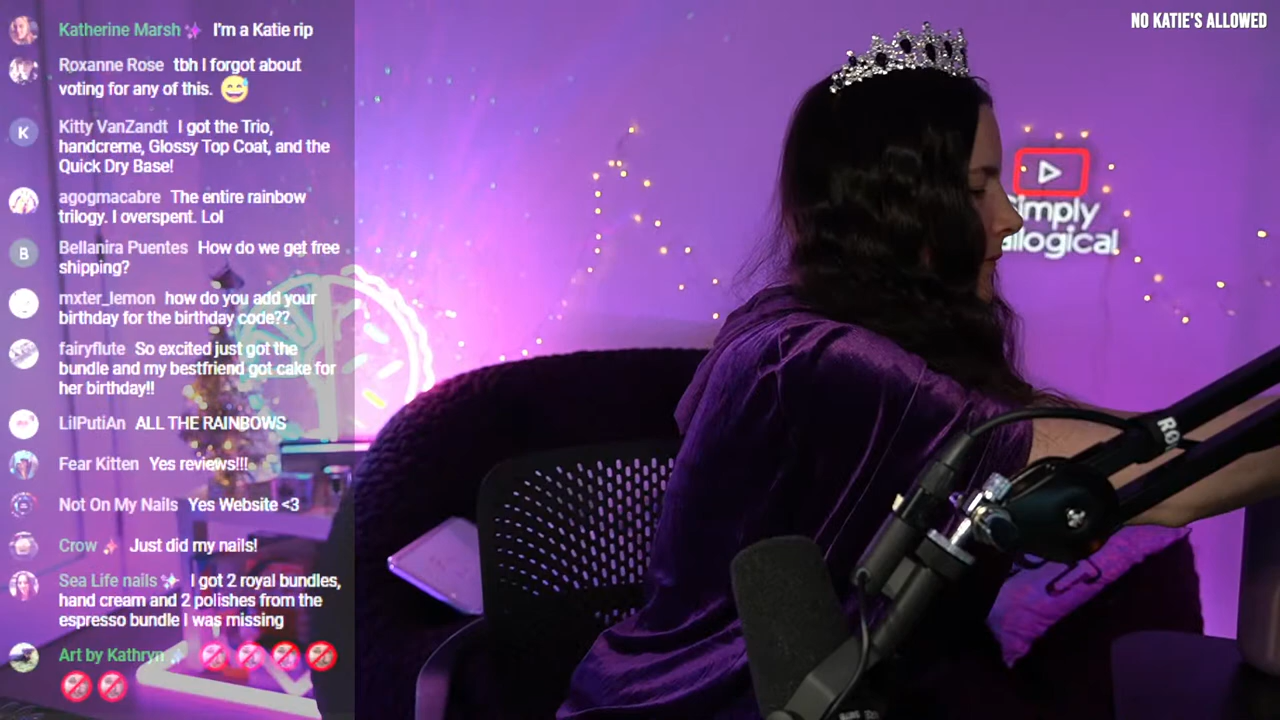 Katherine Marsh I'm a Katie rip
Roxanne Rose tbh I forgot about
voting for any of this.
K
Kitty VanZandt I got the Trio,
handcreme, Glossy Top Coat, and the
Quick Dry Base!
agogmacabre The entire rainbow
trilogy. I overspent. Lol
B
Bellanira Puentes How do we get free
shipping?
mxter_lemon how do you add your
birthday for the birthday code??
fairyflute So excited just got the
bundle and my bestfriend got cake for
her birthday!!
LilPutiAn ALL THE RAINBOWS
Fear Kitten Yes reviews!!!
Not On My Nails Yes Website <3
Crow Just did my nails!
Sea Life nails I got 2 royal bundles,
hand cream and 2 polishes from the
espresso bundle I was missing
Art by Kathryn
NO KATIE'S ALLOWED
Simply
ailogical